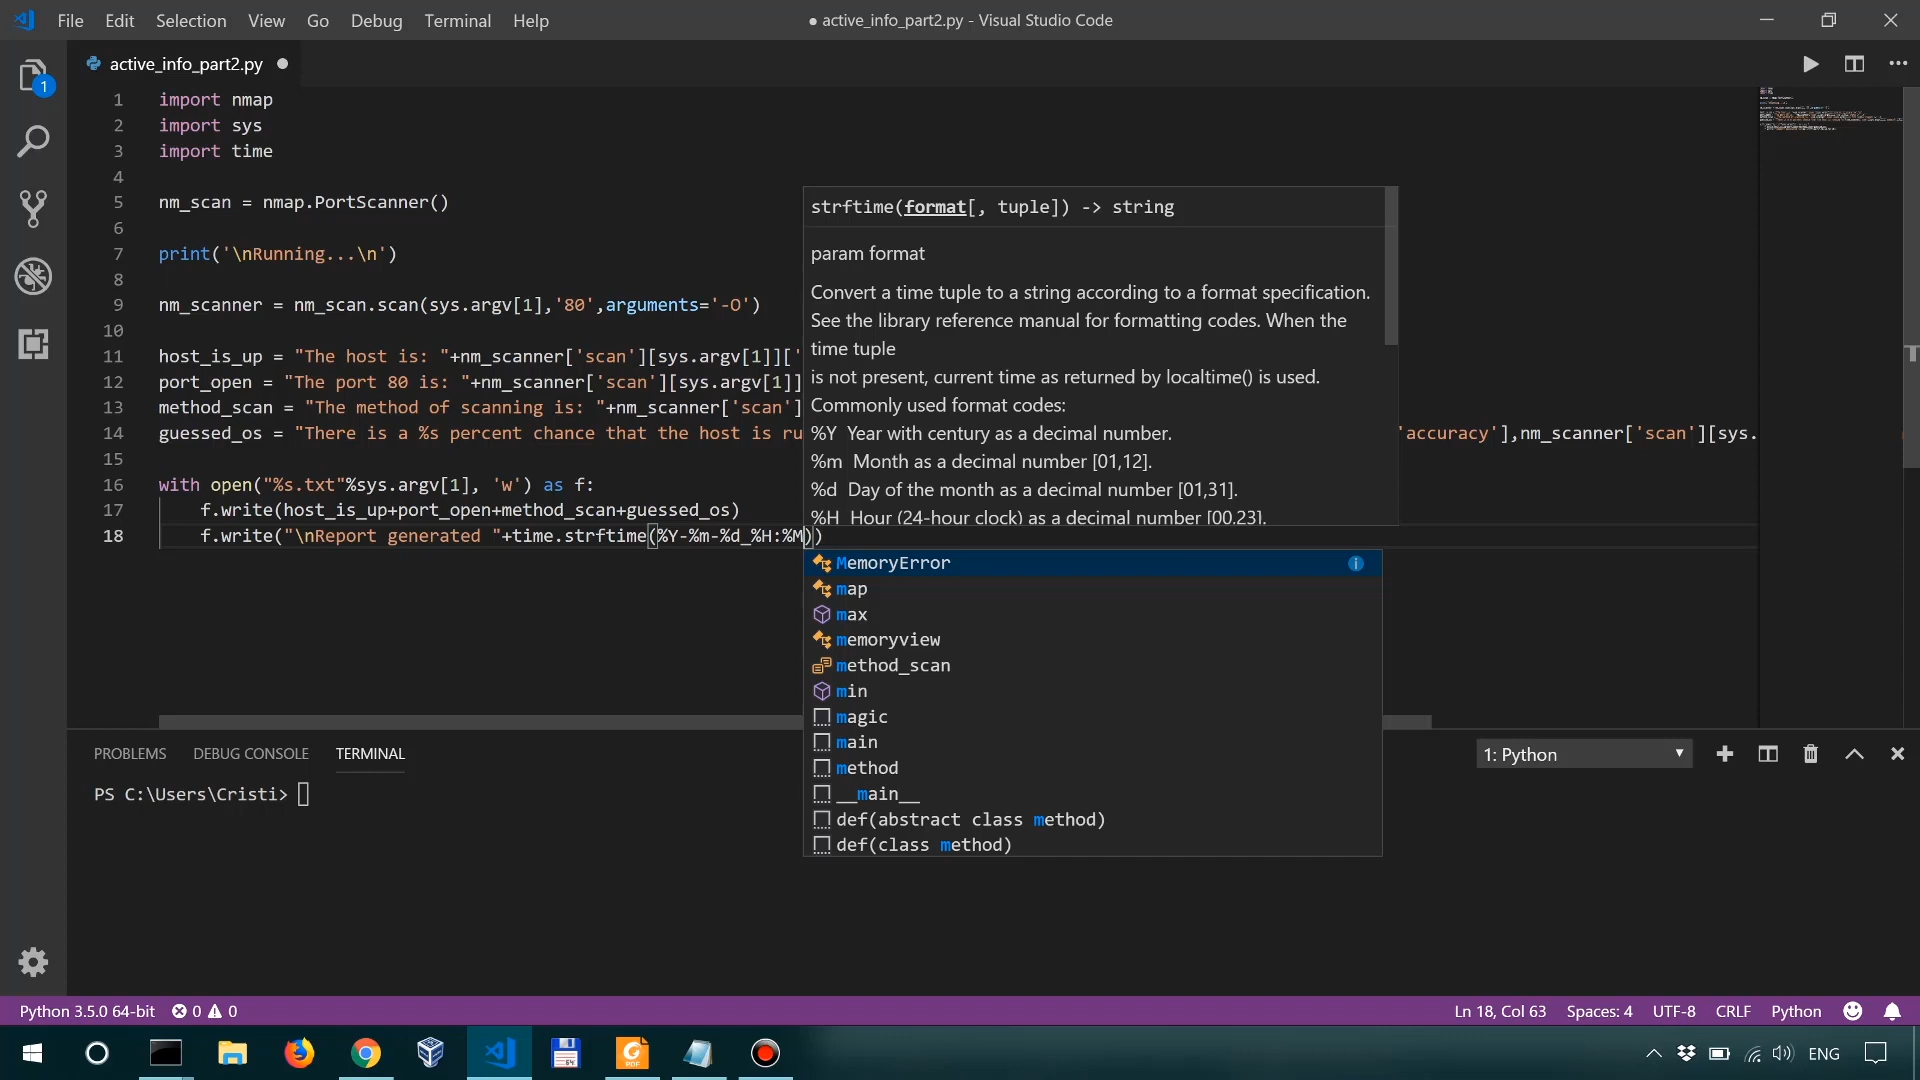 File Edit Selection View Go Debug Terminal Help
● active_info_part2.py - Visual Studio Code
1
active_info_part2.py ●
1 import nmap
2 import sys
3 import time
4
5 nm_scan = nmap.PortScanner()
6
7 print('\nRunning...\n')
8
9 nm_scanner = nm_scan.scan(sys.argv[1],'80',arguments='-O')
10
11 host_is_up = "The host is: "+nm_scanner['scan'][sys.argv[1]]['
12 port_open = "The port 80 is: "+nm_scanner['scan'][sys.argv[1]]
13 method_scan = "The method of scanning is: "+nm_scanner['scan']
14 guessed_os = "There is a %s percent chance that the host is ru 'accuracy'],nm_scanner['scan'][sys.
15
16 with open("%s.txt"%sys.argv[1], 'w') as f:
17 f.write(host_is_up+port_open+method_scan+guessed_os)
18 f.write("\nReport generated "+time.strftime(%Y-%m-%d_%H:%M))
strftime(format[, tuple]) -> string
param format
Convert a time tuple to a string according to a format specification.
See the library reference manual for formatting codes. When the
time tuple
is not present, current time as returned by localtime() is used.
Commonly used format codes:
%Y Year with century as a decimal number.
%m Month as a decimal number [01,12].
%d Day of the month as a decimal number [01,31].
%H Hour (24-hour clock) as a decimal number [00,23].
MemoryError
map
max
memoryview
method_scan
min
magic
main
method
__main__
def(abstract class method)
def(class method)
PROBLEMS DEBUG CONSOLE TERMINAL
1: Python
PS C:\Users\Cristi>
Python 3.5.0 64-bit 0 0
Ln 18, Col 63 Spaces: 4 UTF-8 CRLF Python
ENG